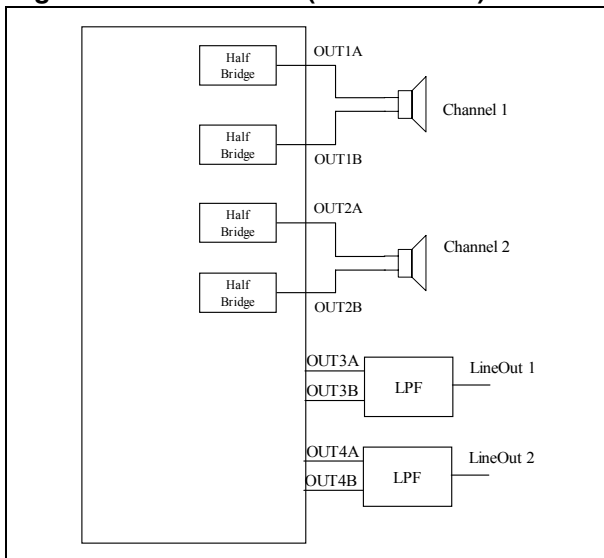 Half
Bridge
OUT1A
Channel 1
Half
Bridge
OUT1B
Half
Bridge
OUT2A
Channel 2
Half
Bridge
OUT2B
OUT3A
LineOut 1
OUT3B
LPF
OUT4A
LineOut 2
OUT4B
LPF